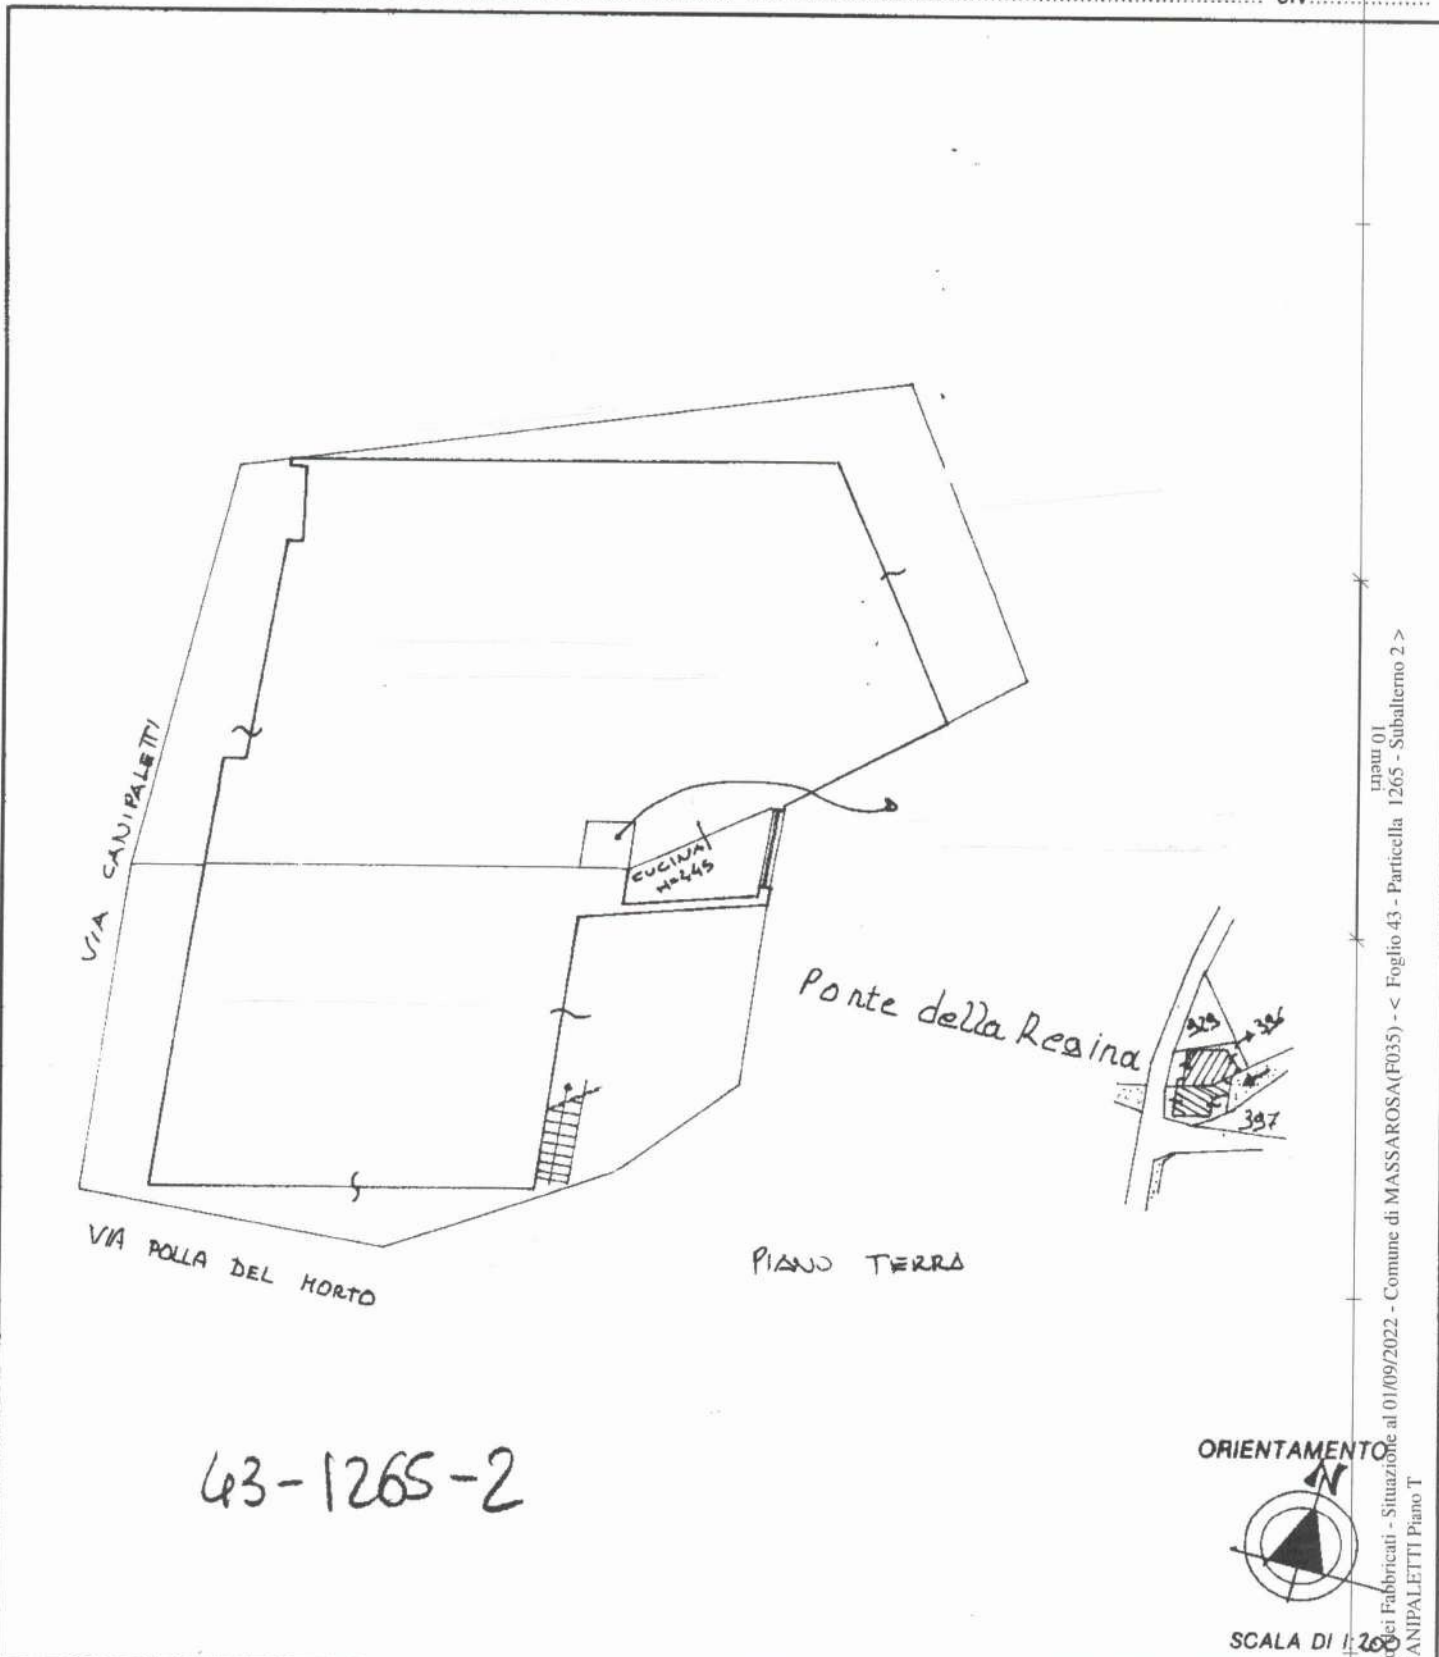 VIA CANIPALETTI
CUCINA
H=2,45
Ponte della Regina
929
396
397
VIA POLLA DEL MORTO
PIANO TERRA
43-1265-2
ORIENTAMENTO
N
SCALA DI 1:200
10 metri
dei Fabbricati - Situazione al 01/09/2022 - Comune di MASSAROSA(F035) - < Foglio 43 - Particella 1265 - Subalterno 2 >
ANIPALETTI Piano T